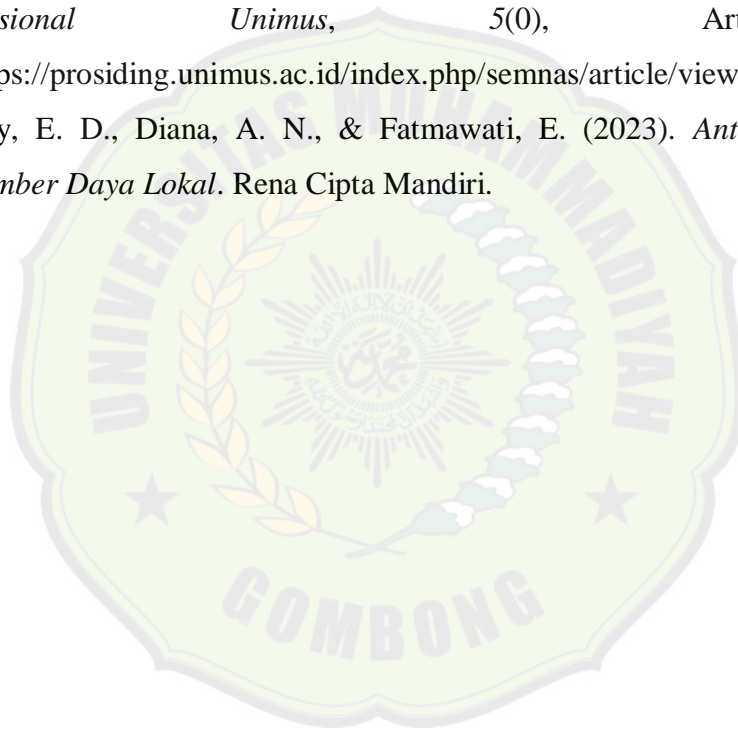 sional Unimus, 5(0), Art
ps://prosiding.unimus.ac.id/index.php/semnas/article/view
y, E. D., Diana, A. N., & Fatmawati, E. (2023). Ant
mber Daya Lokal. Rena Cipta Mandiri.
UNIVERSITAS MUHAMMADIYAH
GOMBONG